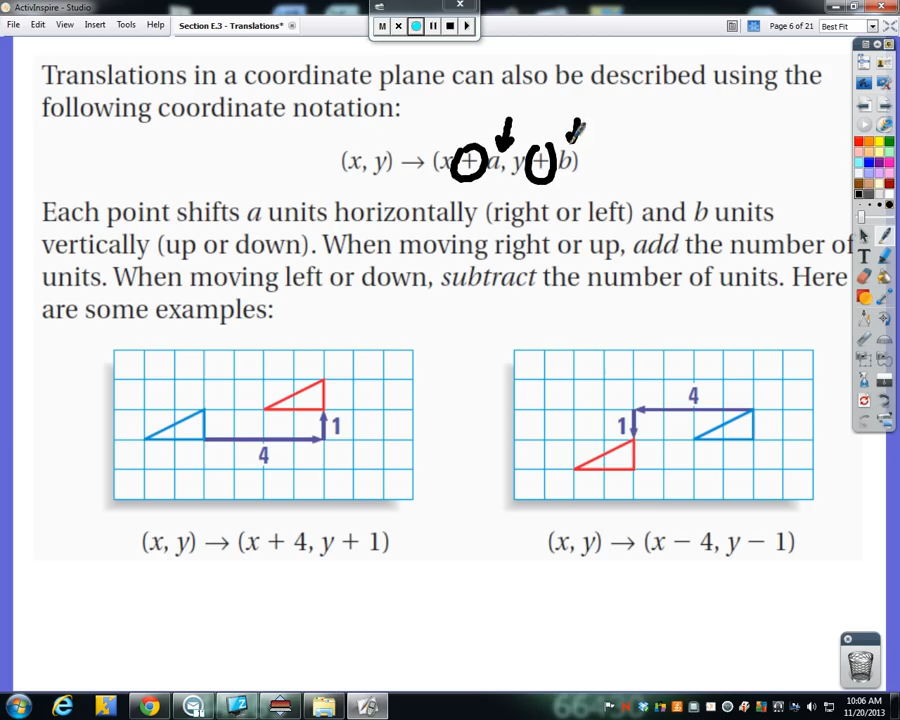 ActivInspire - Studio
File Edit View Insert Tools Help Section E.3 - Translations* Page 6 of 21 Best Fit
Translations in a coordinate plane can also be described using the
following coordinate notation:
(x, y) → (x + a, y + b)
Each point shifts a units horizontally (right or left) and b units
vertically (up or down). When moving right or up, add the number of
units. When moving left or down, subtract the number of units. Here
are some examples:
1
4
4
1
(x, y) → (x + 4, y + 1)
(x, y) → (x − 4, y − 1)
10:06 AM
11/20/2013